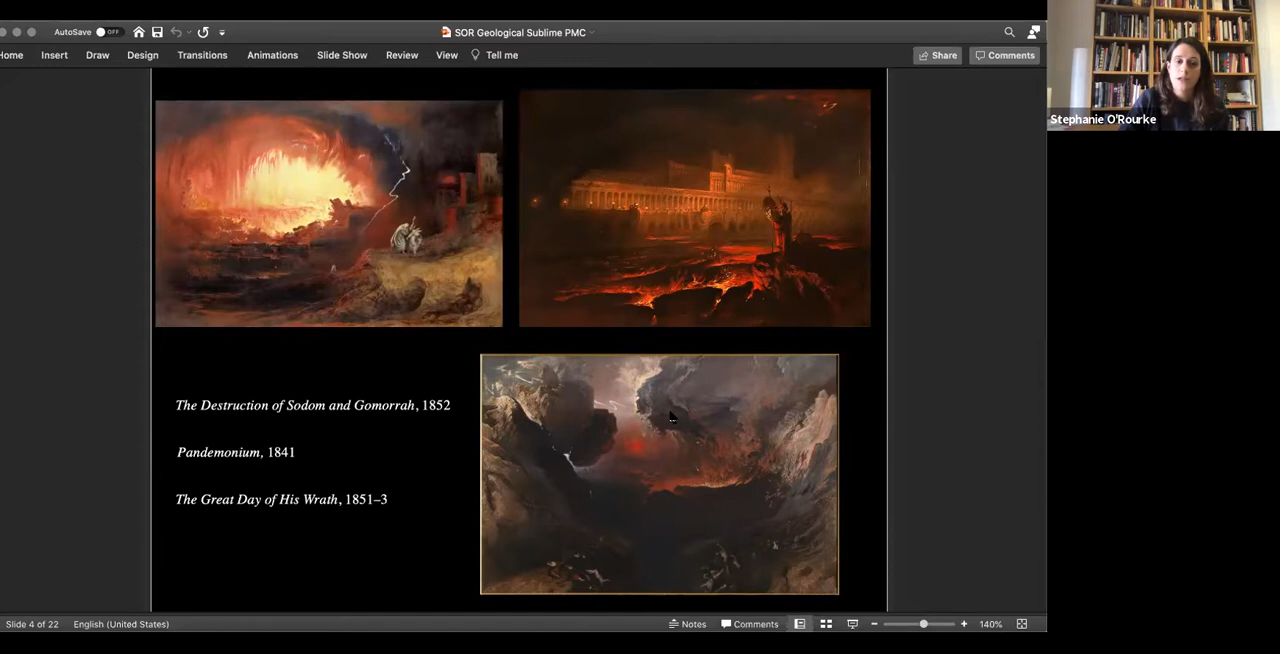 AutoSave OFF
SOR Geological Sublime PMC
Home Insert Draw Design Transitions Animations Slide Show Review View Tell me
Share Comments
Stephanie O'Rourke
The Destruction of Sodom and Gomorrah, 1852
Pandemonium, 1841
The Great Day of His Wrath, 1851–3
Slide 4 of 22 English (United States) Notes Comments 140%